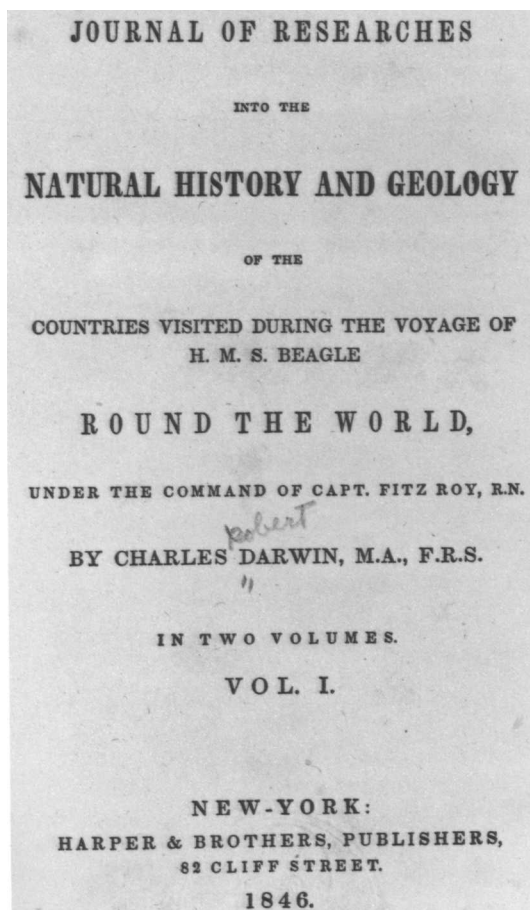 JOURNAL OF RESEARCHES
INTO THE
NATURAL HISTORY AND GEOLOGY
OF THE
COUNTRIES VISITED DURING THE VOYAGE OF
H. M. S. BEAGLE
ROUND THE WORLD,
UNDER THE COMMAND OF CAPT. FITZ ROY, R.N.
Robert
BY CHARLES DARWIN, M.A., F.R.S.
"
IN TWO VOLUMES.
VOL. I.
NEW-YORK:
HARPER & BROTHERS, PUBLISHERS,
82 CLIFF STREET.
1846.